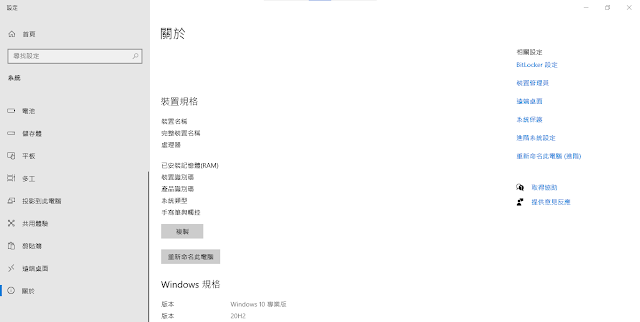 設定
首頁
尋找設定
系統
電池
儲存體
平板
多工
投影到此電腦
共用體驗
剪貼簿
遠端桌面
關於
關於
裝置規格
裝置名稱
完整裝置名稱
處理器
已安裝記憶體(RAM)
裝置識別碼
產品識別碼
系統類型
手寫筆與觸控
複製
重新命名此電腦
Windows 規格
版本 Windows 10 專業版
版本 20H2
相關設定
BitLocker 設定
裝置管理員
遠端桌面
系統保護
進階系統設定
重新命名此電腦 (進階)
取得協助
提供意見反應